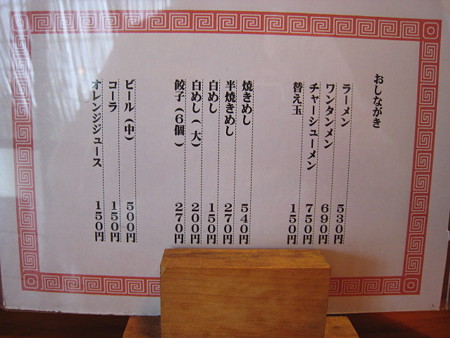 おしながき
ラーメン 530円
ワンタンメン 690円
チャーシューメン 750円
替え玉 150円
焼きめし 540円
半焼きめし 270円
白めし 150円
白めし(大) 200円
餃子(6個) 270円
ビール(中) 500円
コーラ 150円
オレンジジュース 150円